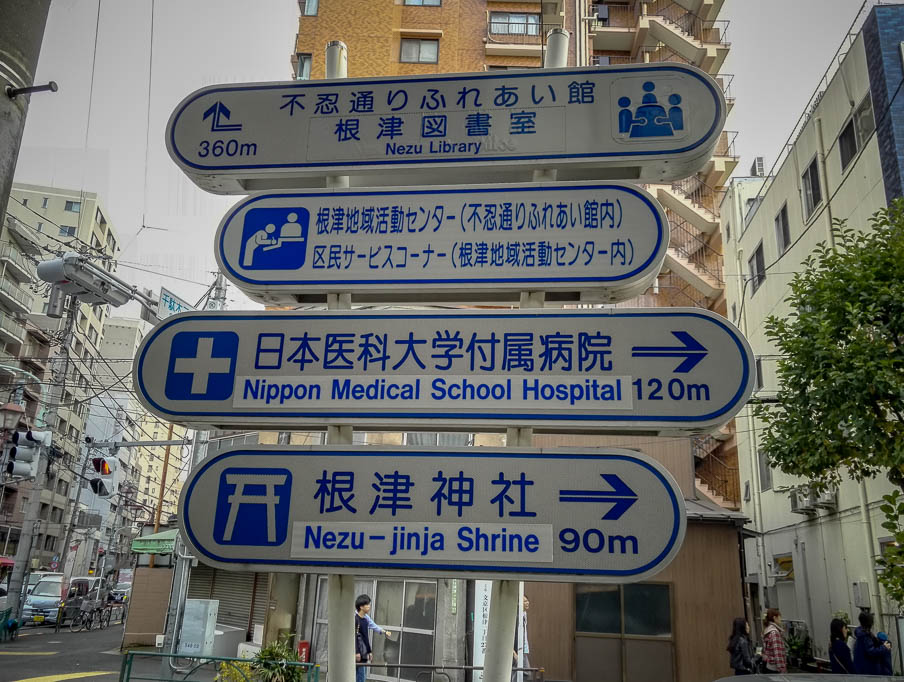 不忍通りふれあい館
根津図書室
360m
Nezu Library
根津地域活動センター(不忍通りふれあい館内)
区民サービスコーナー(根津地域活動センター内)
日本医科大学付属病院
Nippon Medical School Hospital 120m
根津神社
Nezu-jinja Shrine 90m